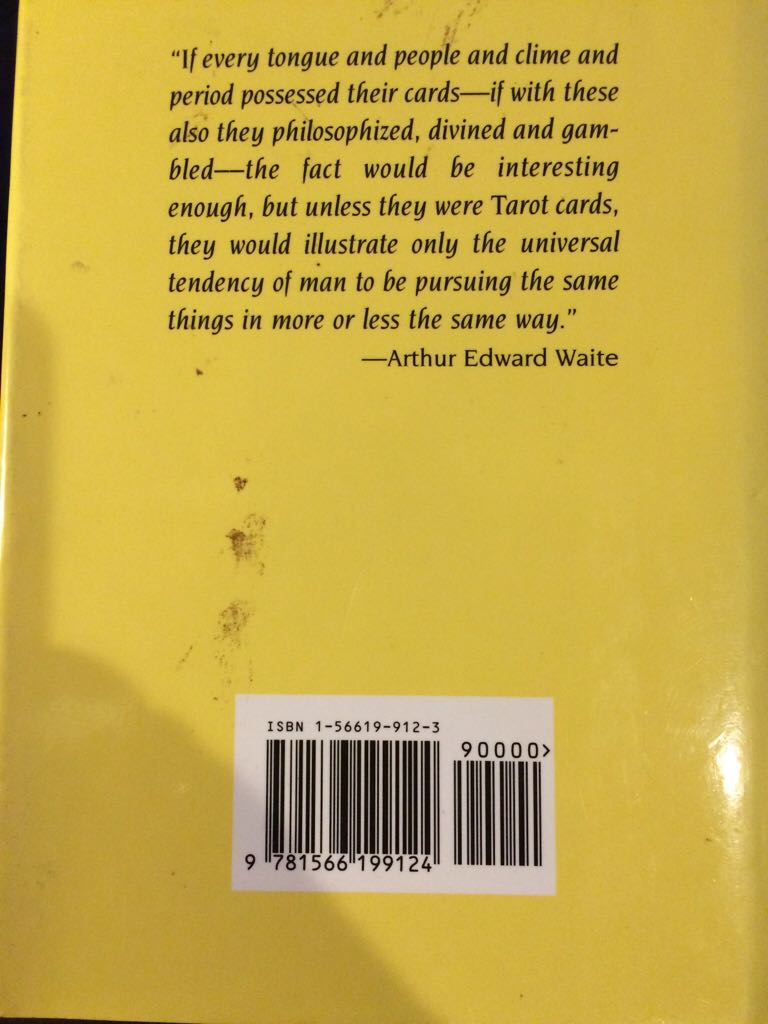 “If every tongue and people and clime and
period possessed their cards—if with these
also they philosophized, divined and gam-
bled—the fact would be interesting
enough, but unless they were Tarot cards,
they would illustrate only the universal
tendency of man to be pursuing the same
things in more or less the same way.”
—Arthur Edward Waite
ISBN 1-56619-912-3
90000>
9 781566 199124